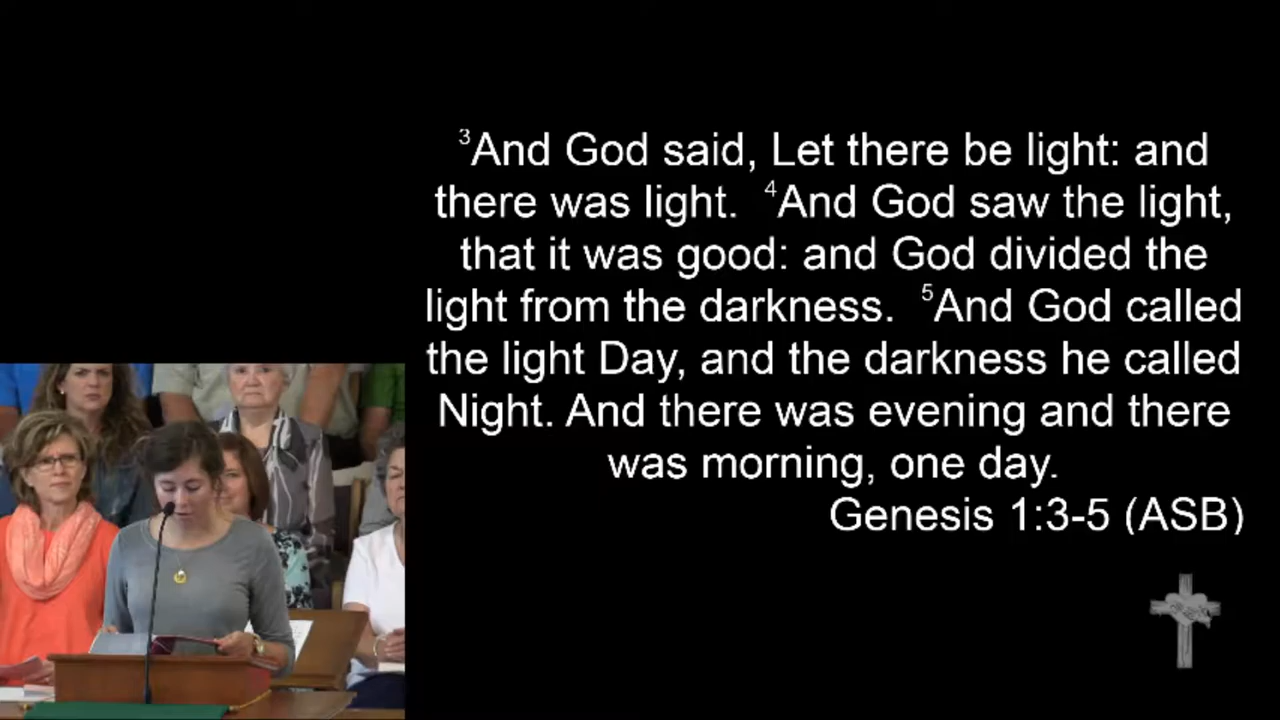 ³And God said, Let there be light: and
there was light. ⁴And God saw the light,
that it was good: and God divided the
light from the darkness. ⁵And God called
the light Day, and the darkness he called
Night. And there was evening and there
was morning, one day.
Genesis 1:3-5 (ASB)